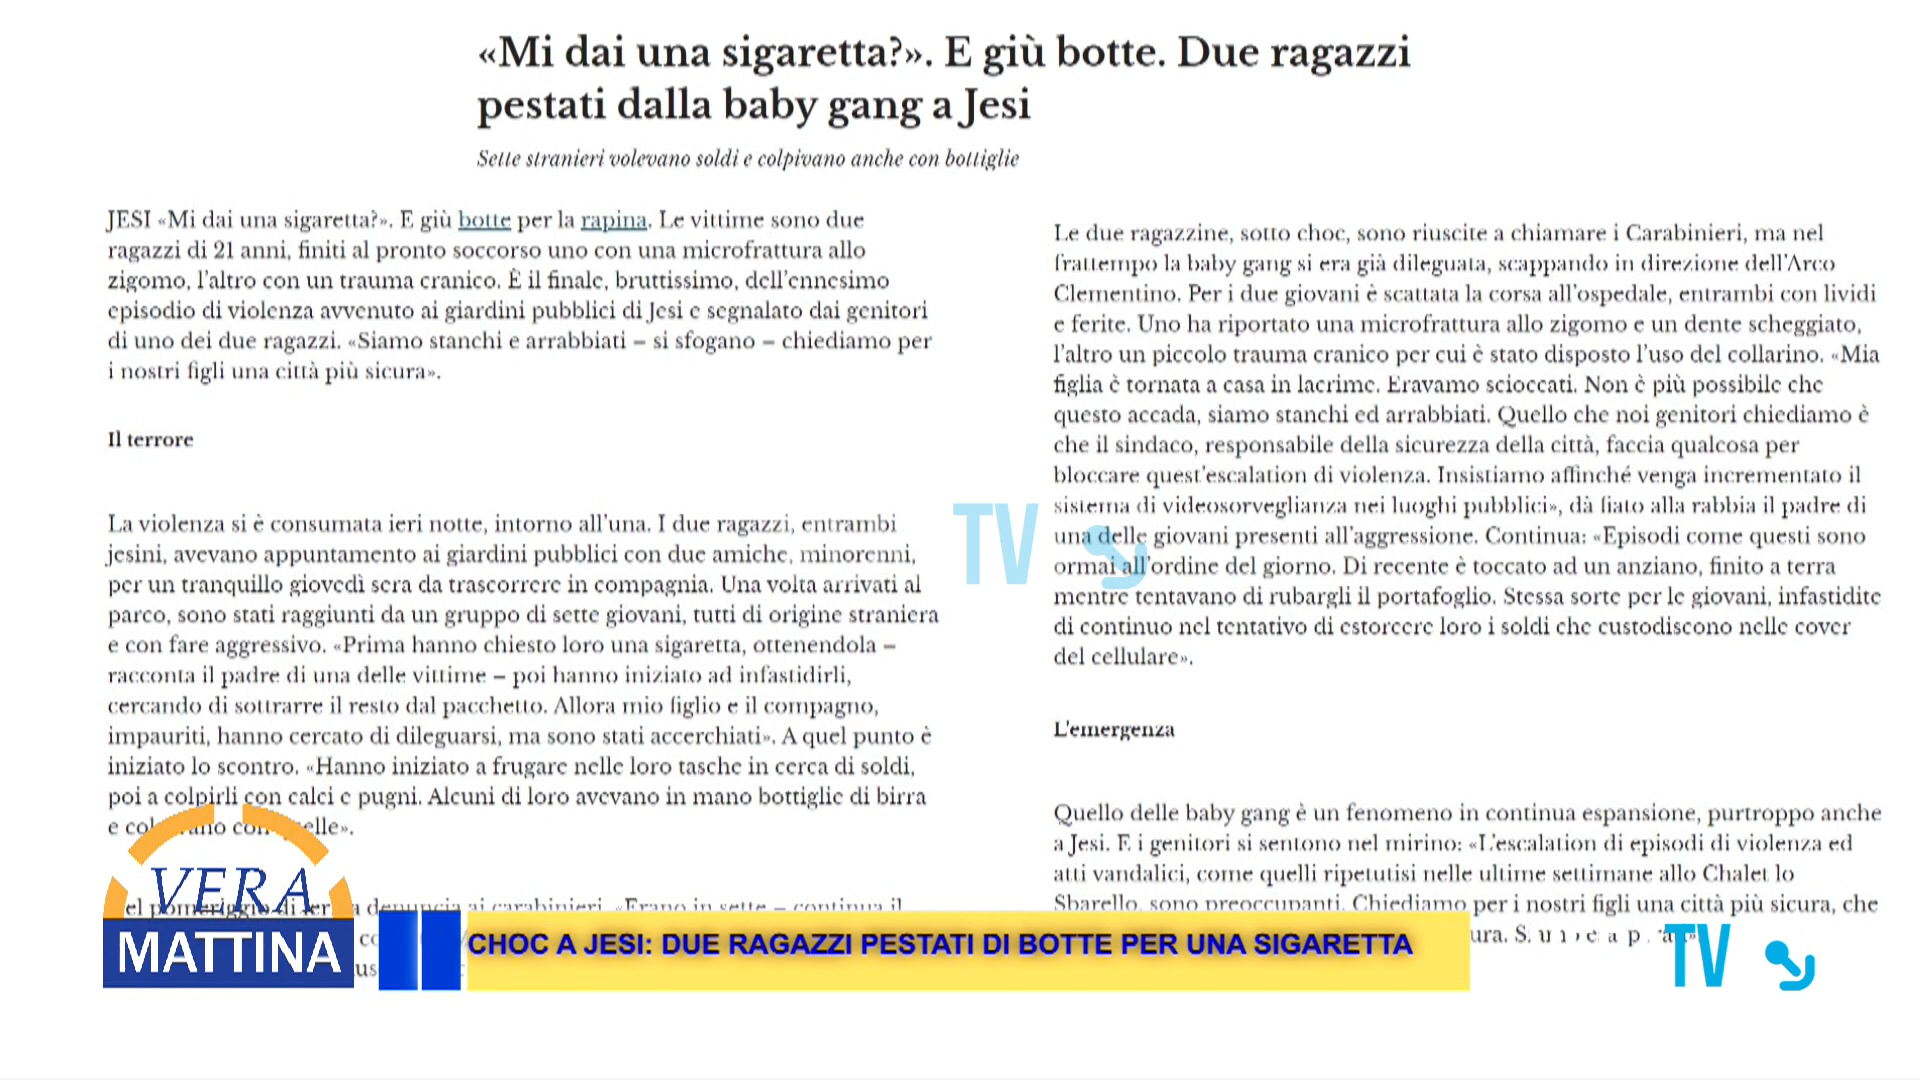 «Mi dai una sigaretta?». E giù botte. Due ragazzi
pestati dalla baby gang a Jesi
Sette stranieri volevano soldi e colpivano anche con bottiglie
JESI «Mi dai una sigaretta?». E giù botte per la rapina. Le vittime sono due
ragazzi di 21 anni, finiti al pronto soccorso uno con una microfrattura allo
zigomo, l'altro con un trauma cranico. È il finale, bruttissimo, dell'ennesimo
episodio di violenza avvenuto ai giardini pubblici di Jesi e segnalato dai genitori
di uno dei due ragazzi. «Siamo stanchi e arrabbiati – si sfogano – chiediamo per
i nostri figli una città più sicura».
Il terrore
La violenza si è consumata ieri notte, intorno all'una. I due ragazzi, entrambi
jesini, avevano appuntamento ai giardini pubblici con due amiche, minorenni,
per un tranquillo giovedì sera da trascorrere in compagnia. Una volta arrivati al
parco, sono stati raggiunti da un gruppo di sette giovani, tutti di origine straniera
e con fare aggressivo. «Prima hanno chiesto loro una sigaretta, ottenendola –
racconta il padre di una delle vittime – poi hanno iniziato ad infastidirli,
cercando di sottrarre il resto dal pacchetto. Allora mio figlio e il compagno,
impauriti, hanno cercato di dileguarsi, ma sono stati accerchiati». A quel punto è
iniziato lo scontro. «Hanno iniziato a frugare nelle loro tasche in cerca di soldi,
poi a colpirli con calci e pugni. Alcuni di loro avevano in mano bottiglie di birra
e
pomeriggio di denuncia ai carabinieri. «Erano in sette – continua il
Le due ragazzine, sotto choc, sono riuscite a chiamare i Carabinieri, ma nel
frattempo la baby gang si era già dileguata, scappando in direzione dell'Arco
Clementino. Per i due giovani è scattata la corsa all'ospedale, entrambi con lividi
e ferite. Uno ha riportato una microfrattura allo zigomo e un dente scheggiato,
l'altro un piccolo trauma cranico per cui è stato disposto l'uso del collarino. «Mia
figlia è tornata a casa in lacrime. Eravamo scioccati. Non è più possibile che
questo accada, siamo stanchi ed arrabbiati. Quello che noi genitori chiediamo è
che il sindaco, responsabile della sicurezza della città, faccia qualcosa per
bloccare quest'escalation di violenza. Insistiamo affinché venga incrementato il
sistema di videosorveglianza nei luoghi pubblici», dà fiato alla rabbia il padre di
una delle giovani presenti all'aggressione. Continua: «Episodi come questi sono
ormai all'ordine del giorno. Di recente è toccato ad un anziano, finito a terra
mentre tentavano di rubargli il portafoglio. Stessa sorte per le giovani, infastidite
di continuo nel tentativo di estorcere loro i soldi che custodiscono nelle cover
del cellulare».
L'emergenza
Quello delle baby gang è un fenomeno in continua espansione, purtroppo anche
a Jesi. E i genitori si sentono nel mirino: «L'escalation di episodi di violenza ed
atti vandalici, come quelli ripetutisi nelle ultime settimane allo Chalet lo
Sbarello, sono preoccupanti. Chiediamo per i nostri figli una città più sicura, che
TV
VERA
MATTINA
CHOC A JESI: DUE RAGAZZI PESTATI DI BOTTE PER UNA SIGARETTA
TV